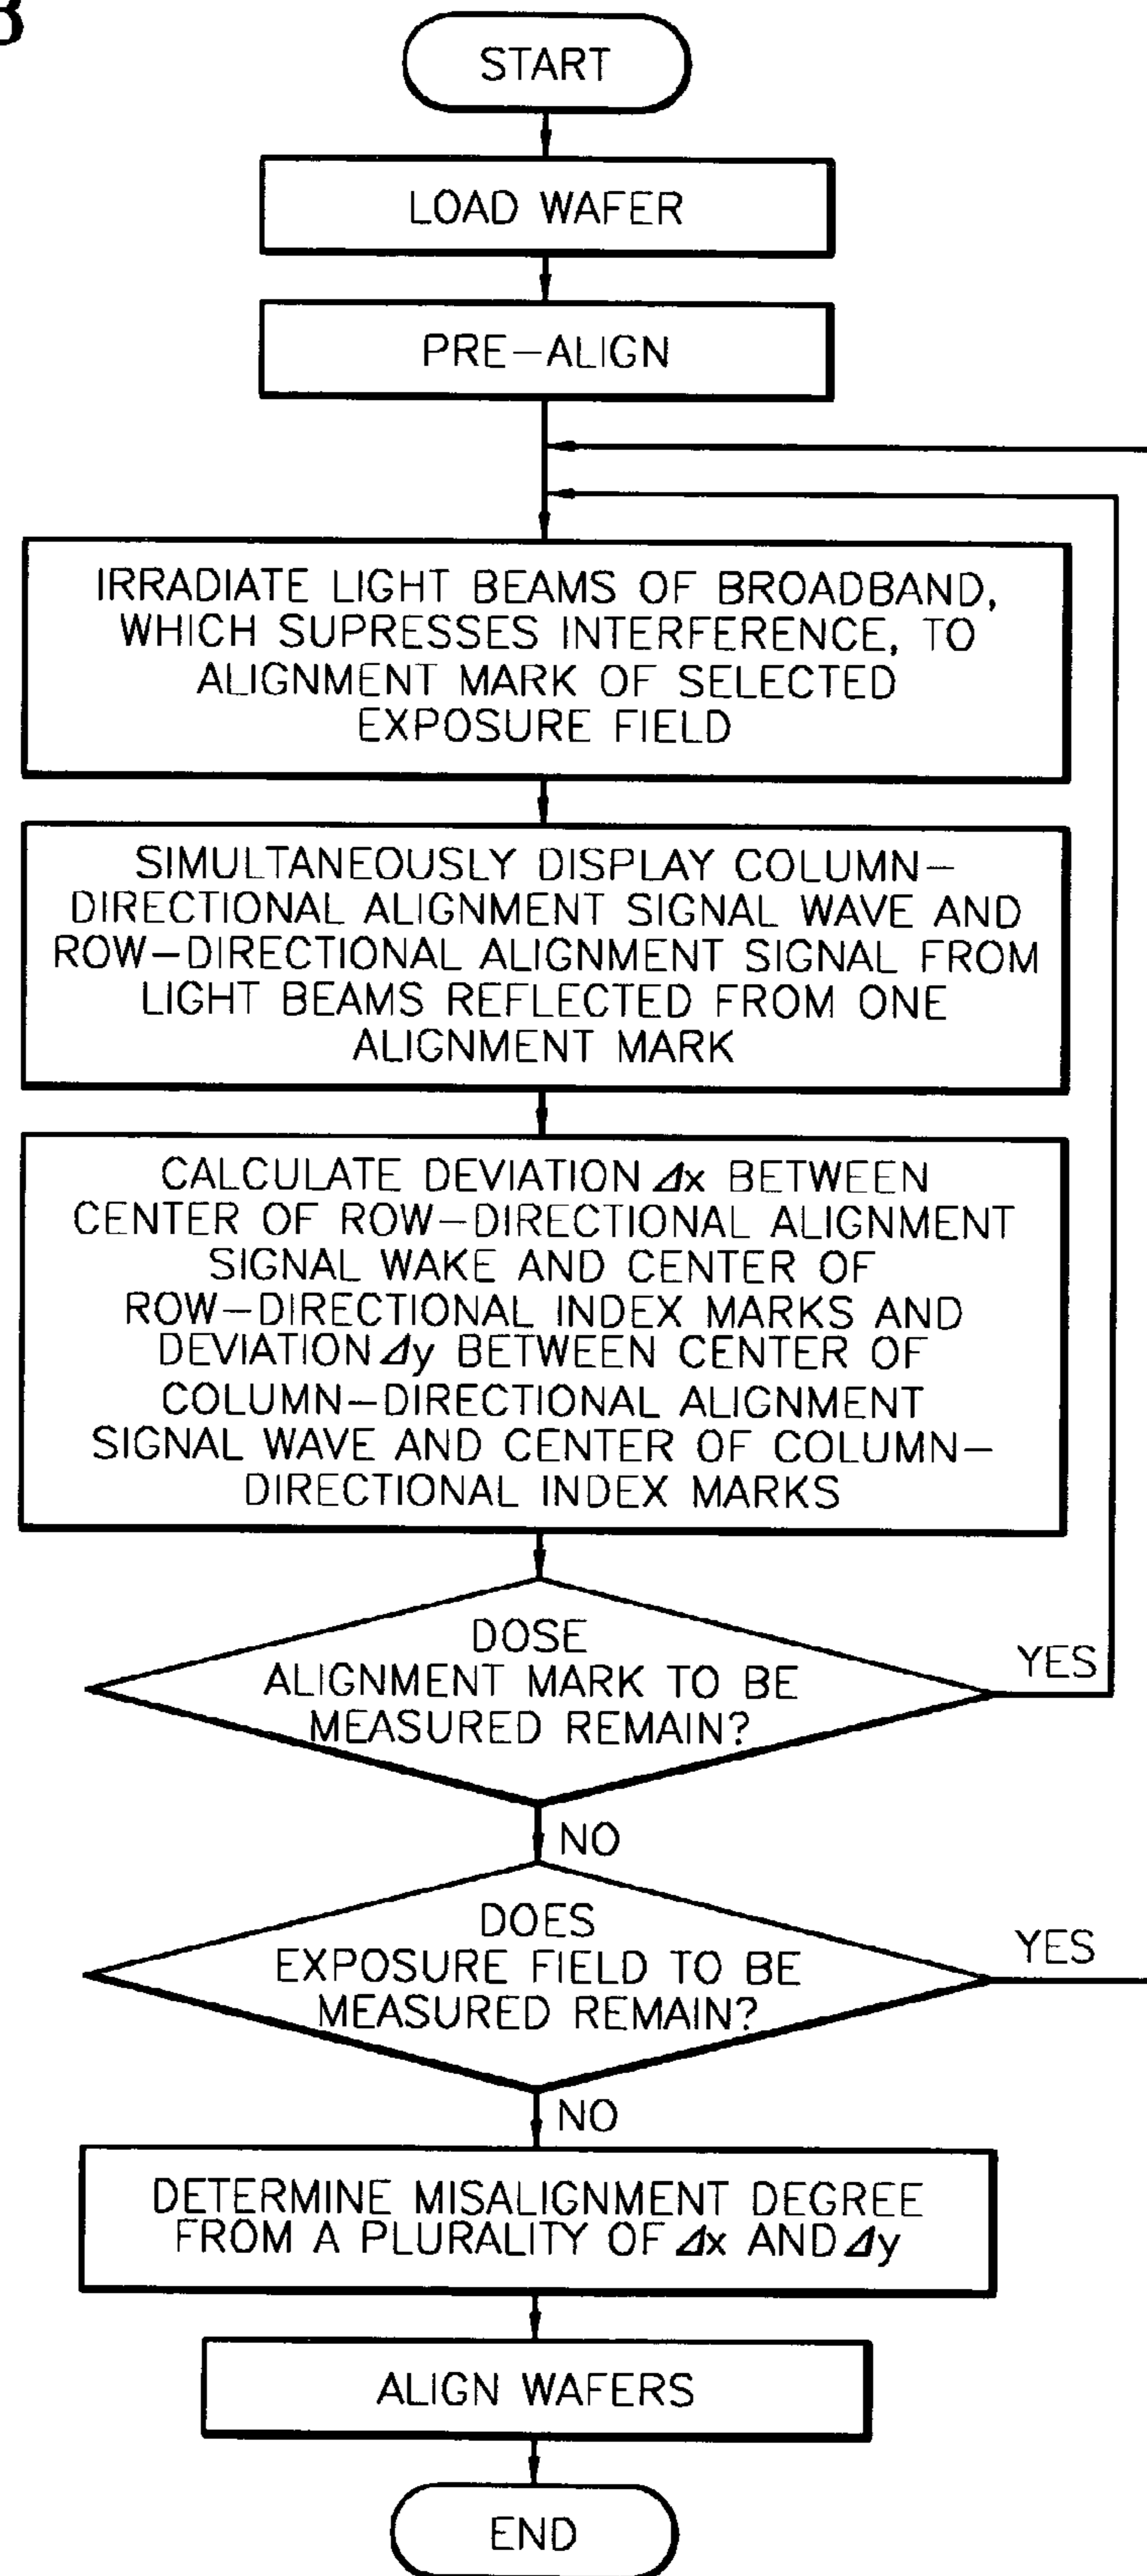 START
LOAD WAFER
PRE-ALIGN
IRRADIATE LIGHT BEAMS OF BROADBAND,
WHICH SUPRESSES INTERFERENCE, TO
ALIGNMENT MARK OF SELECTED
EXPOSURE FIELD
SIMULTANEOUSLY DISPLAY COLUMN-
DIRECTIONAL ALIGNMENT SIGNAL WAVE AND
ROW-DIRECTIONAL ALIGNMENT SIGNAL FROM
LIGHT BEAMS REFLECTED FROM ONE
ALIGNMENT MARK
CALCULATE DEVIATION Δx BETWEEN
CENTER OF ROW-DIRECTIONAL ALIGNMENT
SIGNAL WAKE AND CENTER OF
ROW-DIRECTIONAL INDEX MARKS AND
DEVIATION Δy BETWEEN CENTER OF
COLUMN-DIRECTIONAL ALIGNMENT
SIGNAL WAVE AND CENTER OF COLUMN-
DIRECTIONAL INDEX MARKS
DOSE
ALIGNMENT MARK TO BE
MEASURED REMAIN?
YES
NO
DOES
EXPOSURE FIELD TO BE
MEASURED REMAIN?
YES
NO
DETERMINE MISALIGNMENT DEGREE
FROM A PLURALITY OF Δx AND Δy
ALIGN WAFERS
END